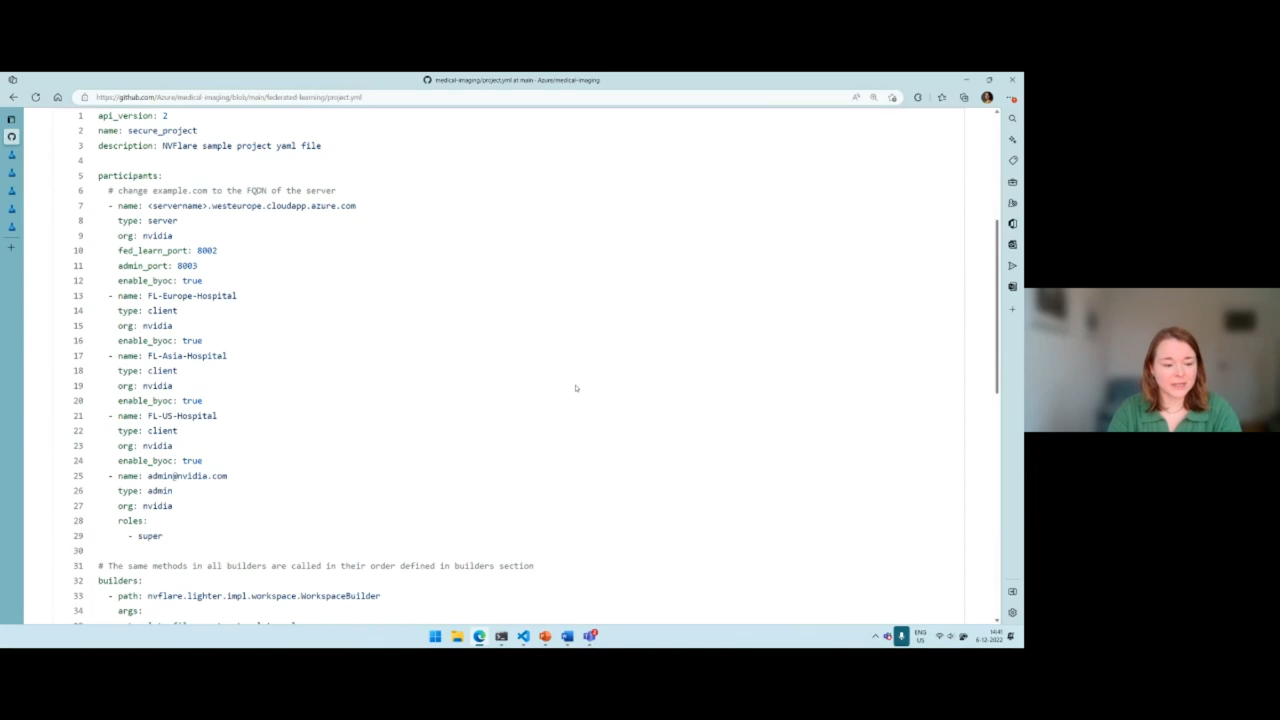 medical-imaging/project.yml at main · Azure/medical-imaging
https://github.com/Azure/medical-imaging/blob/main/federated-learning/project.yml
1 api_version: 2
2 name: secure_project
3 description: NVFlare sample project yaml file
4
5 participants:
6 # change example.com to the FQDN of the server
7 - name: <servername>.westeurope.cloudapp.azure.com
8 type: server
9 org: nvidia
10 fed_learn_port: 8002
11 admin_port: 8003
12 enable_byoc: true
13 - name: FL-Europe-Hospital
14 type: client
15 org: nvidia
16 enable_byoc: true
17 - name: FL-Asia-Hospital
18 type: client
19 org: nvidia
20 enable_byoc: true
21 - name: FL-US-Hospital
22 type: client
23 org: nvidia
24 enable_byoc: true
25 - name: admin@nvidia.com
26 type: admin
27 org: nvidia
28 roles:
29 - super
30
31 # The same methods in all builders are called in their order defined in builders section
32 builders:
33 - path: nvflare.lighter.impl.workspace.WorkspaceBuilder
34 args:
ENG
US
14:41
6-12-2022